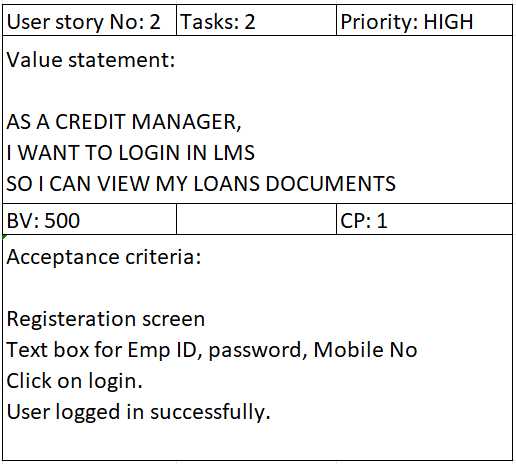 User story No: 2 Tasks: 2 Priority: HIGH
Value statement:
AS A CREDIT MANAGER,
I WANT TO LOGIN IN LMS
SO I CAN VIEW MY LOANS DOCUMENTS
BV: 500 CP: 1
Acceptance criteria:
Registeration screen
Text box for Emp ID, password, Mobile No
Click on login.
User logged in successfully.